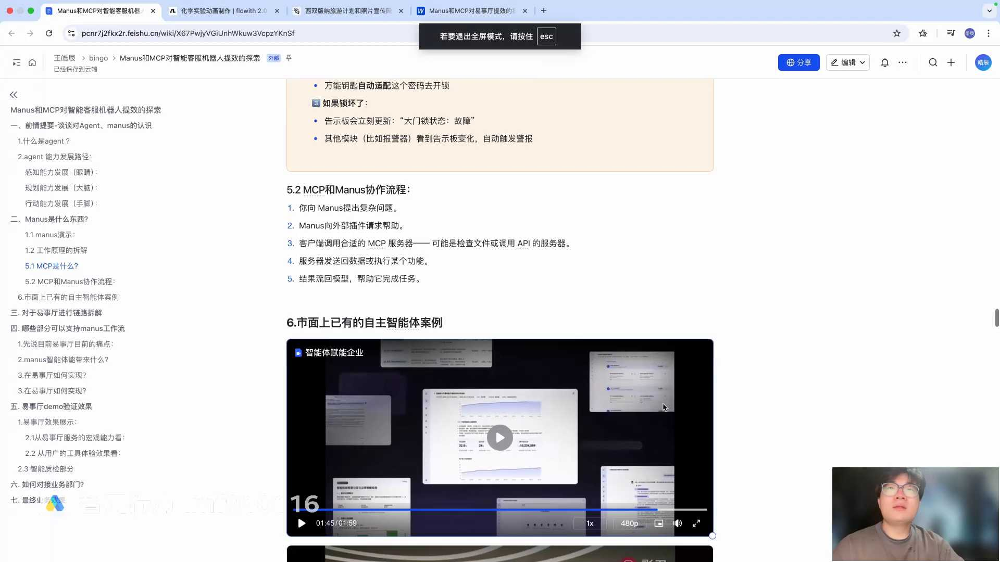 Manus和MCP对智能客服机器人
化学实验动画制作 | flowith 2.0
西双版纳旅游计划和照片宣传网
Manus和MCP对易事厅提效的探
pcnr7j2fkx2r.feishu.cn/wiki/X67PwjyVGiUnhWkuw3VcpzYKnSf
若要退出全屏模式，请按住 esc
皓辰
王皓辰 > bingo > Manus和MCP对智能客服机器人提效的探索 外部
已经保存到云端
分享
编辑
皓辰
Manus和MCP对智能客服机器人提效的探索
一、前情提要-谈谈对Agent、manus的认识
1.什么是agent？
2.agent 能力发展路径：
感知能力发展（眼睛）：
规划能力发展（大脑）：
行动能力发展（手脚）：
二、Manus是什么东西?
1.1 manus演示：
1.2 工作原理的拆解
5.1 MCP是什么?
5.2 MCP和Manus协作流程：
6.市面上已有的自主智能体案例
三. 对于易事厅进行链路拆解
四. 哪些部分可以支持manus工作流
1.先说目前易事厅目前的痛点：
2.manus智能体能带来什么?
3.在易事厅如何实现?
3.在易事厅如何实现?
五. 易事厅demo验证效果
1.易事厅效果展示：
2.1从易事厅服务的宏观能力看：
2.2 从用户的工具体验效果看：
2.3 智能质检部分
六. 如何对接业务部门?
七. 最终业务效果
万能钥匙自动适配这个密码去开锁
3 如果锁坏了：
告示板会立刻更新：“大门锁状态：故障”
其他模块（比如报警器）看到告示板变化，自动触发警报
5.2 MCP和Manus协作流程：
1. 你向 Manus提出复杂问题。
2. Manus向外部插件请求帮助。
3. 客户端调用合适的 MCP 服务器—— 可能是检查文件或调用 API 的服务器。
4. 服务器发送回数据或执行某个功能。
5. 结果流回模型，帮助它完成任务。
6.市面上已有的自主智能体案例
智能体赋能企业
16
01:45/01:59
1x
480p